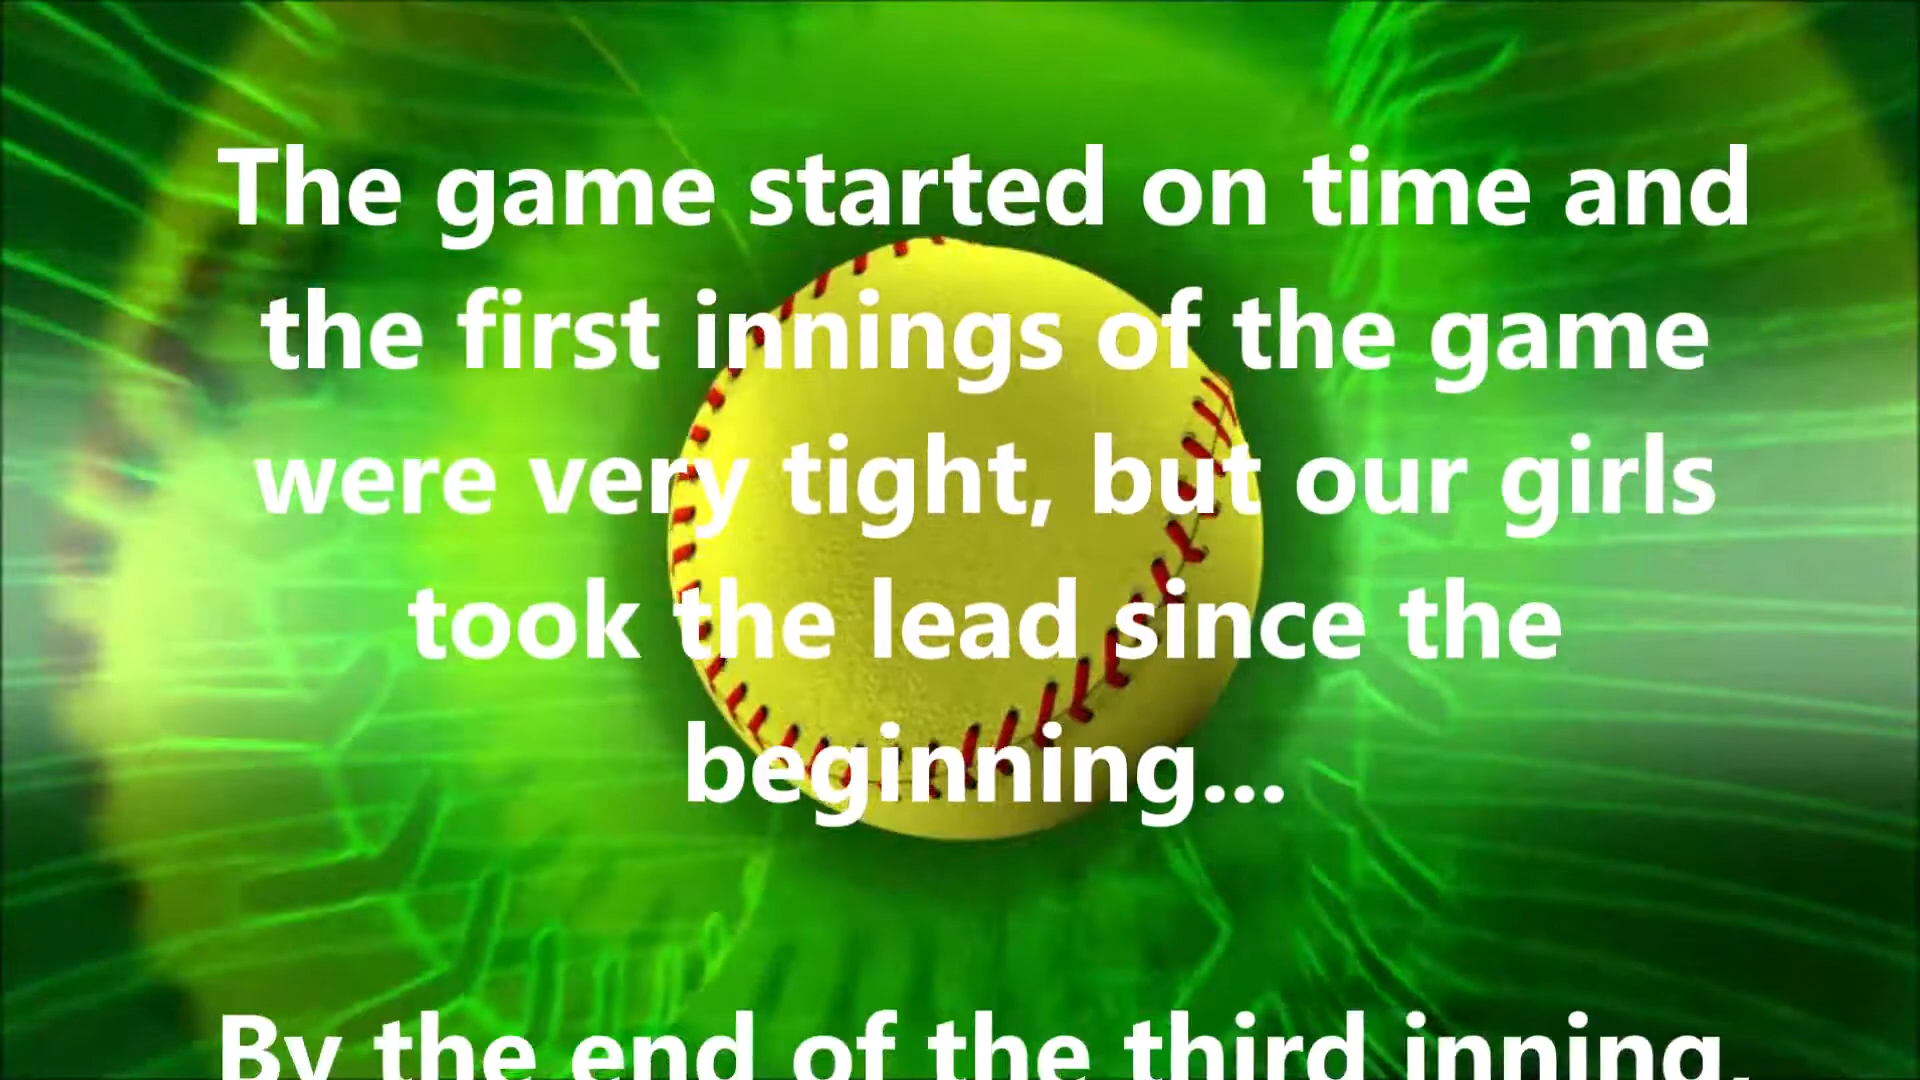 The game started on time and
the first innings of the game
were very tight, but our girls
took the lead since the
beginning...
By the end of the third inning,